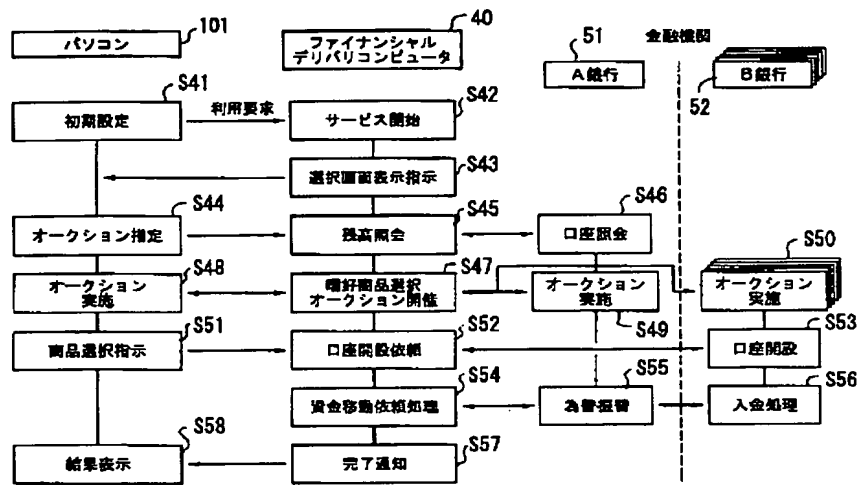 パソコン
101
ファイナンシャル
デリバリコンピュータ
40
51
A銀行
金融機関
B銀行
52
S41
初期設定
利用要求
S42
サービス開始
S43
選択画面表示指示
S44
オークション指定
S45
残高照会
S46
口座照会
S48
オークション
実施
S47
嗜好商品選択
オークション開催
オークション
実施
S49
S50
オークション
実施
S51
商品選択指示
S52
口座開設依頼
S53
口座開設
S54
資金移動依頼処理
S55
為替振替
S56
入金処理
S58
結果表示
S57
完了通知